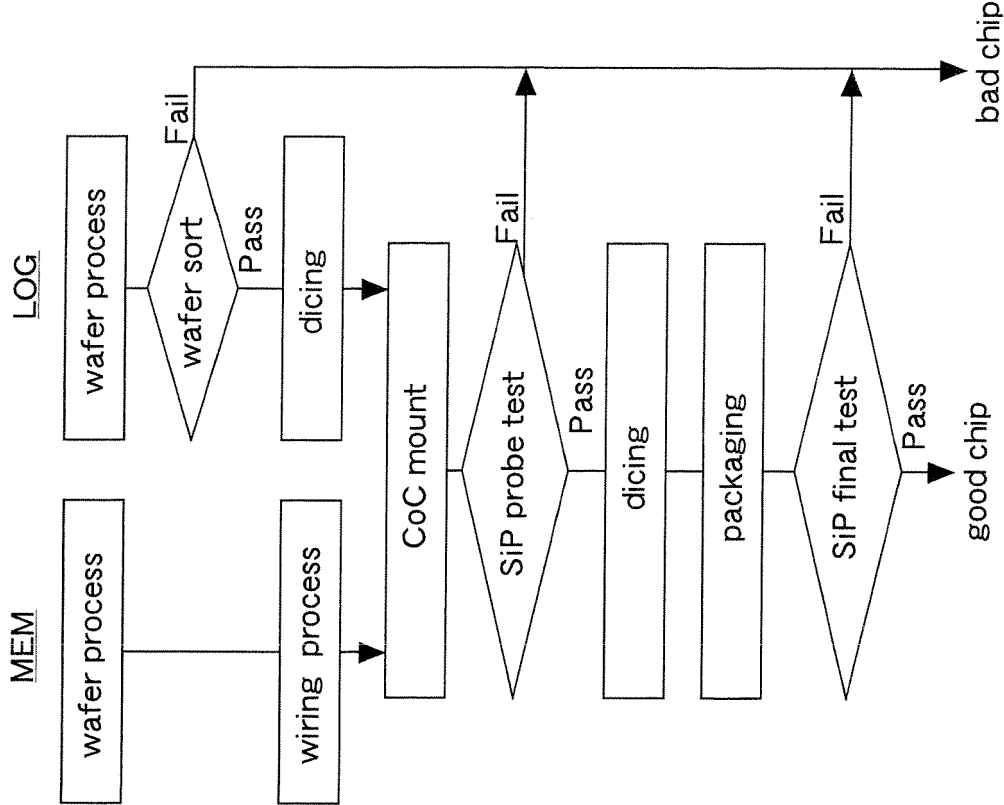 MEM
LOG
wafer process
wafer process
wafer sort
Fail
Pass
wiring process
dicing
CoC mount
SiP probe test
Fail
Pass
dicing
packaging
SiP final test
Fail
Pass
good chip
bad chip